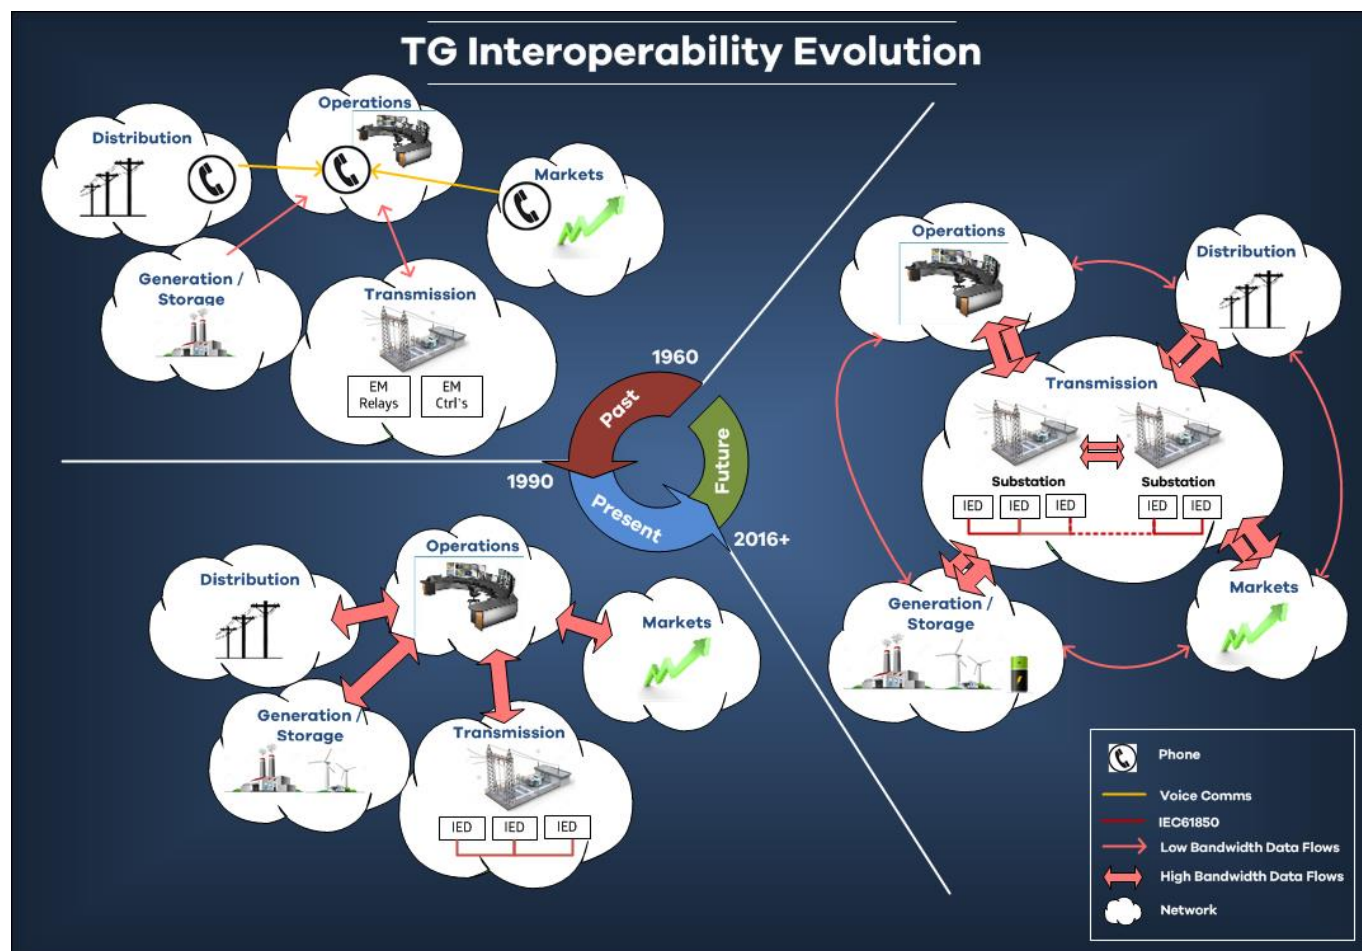 TG Interoperability Evolution
Operations
Distribution
Markets
Generation /
Storage
Transmission
EM
Relays
EM
Ctrl`s
1960
Past
1990
Present
Future
2016+
Operations
Distribution
Markets
Generation /
Storage
Transmission
IED
IED
IED
Operations
Distribution
Transmission
Substation
Substation
IED
IED
IED
IED
IED
Generation /
Storage
Markets
Phone
Voice Comms
IEC61850
Low Bandwidth Data Flows
High Bandwidth Data Flows
Network